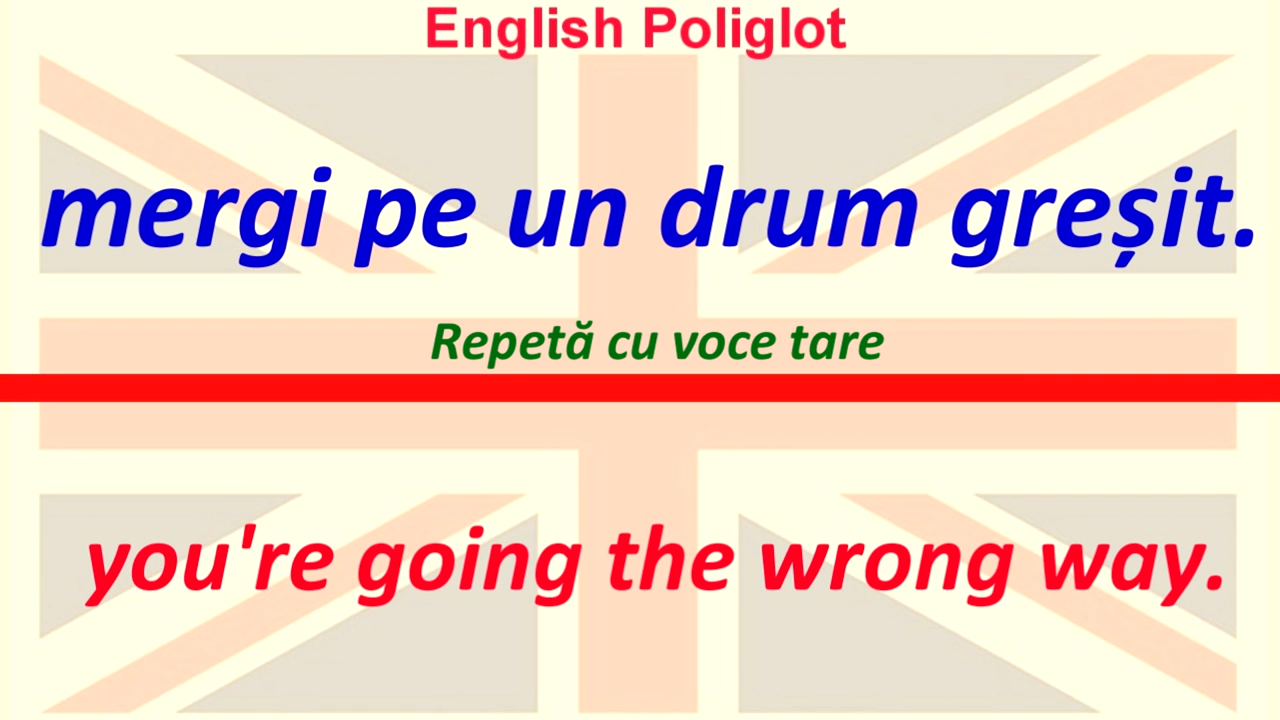 English Poliglot
mergi pe un drum greșit.
Repetă cu voce tare
you're going the wrong way.